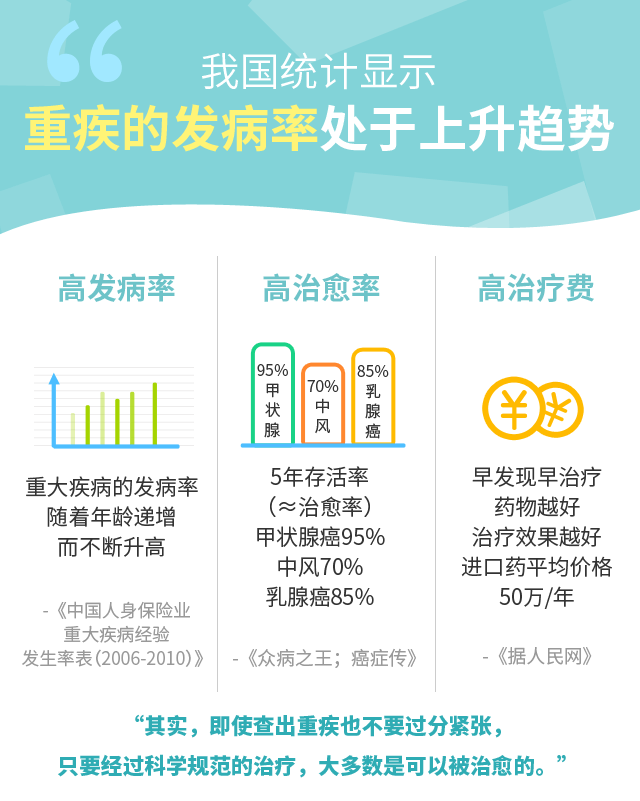 “
我国统计显示
重疾的发病率处于上升趋势
高发病率
重大疾病的发病率
随着年龄递增
而不断升高
-《中国人身保险业
重大疾病经验
发生率表（2006-2010）》
高治愈率
95%
甲
状
腺
70%
中
风
85%
乳
腺
癌
5年存活率
（≈治愈率）
甲状腺癌95%
中风70%
乳腺癌85%
-《众病之王；癌症传》
高治疗费
¥ ¥
早发现早治疗
药物越好
治疗效果越好
进口药平均价格
50万/年
-《据人民网》
“其实，即使查出重疾也不要过分紧张，
只要经过科学规范的治疗，大多数是可以被治愈的。”